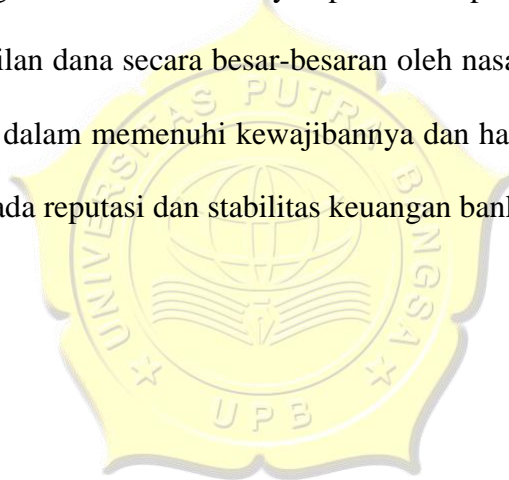 ilan dana secara besar-besaran oleh nasa
dalam memenuhi kewajibannya dan ha
ada reputasi dan stabilitas keuangan bank
UNIVERSITAS PUTRA BANGSA
UPB